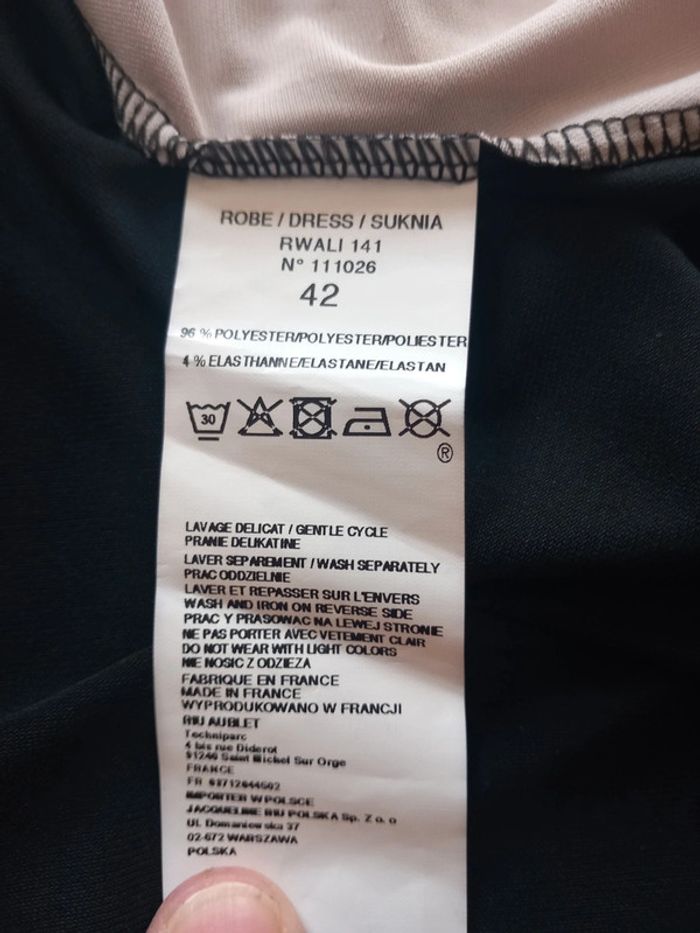 ROBE / DRESS / SUKNIA
RWALI 141
N° 111026
42
96 % POLYESTER/POLYESTER/POLIESTER
4 % ELASTHANNE/ELASTANE/ELASTAN
30
®
LAVAGE DELICAT / GENTLE CYCLE
PRANIE DELIKATINE
LAVER SEPAREMENT / WASH SEPARATELY
PRAC ODDZIELNIE
LAVER ET REPASSER SUR L'ENVERS
WASH AND IRON ON REVERSE SIDE
PRAC Y PRASOWAC NA LEWEJ STRONIE
NE PAS PORTER AVEC VETEMENT CLAIR
DO NOT WEAR WITH LIGHT COLORS
NIE NOSIC Z ODZIEZA
FABRIQUE EN FRANCE
MADE IN FRANCE
WYPRODUKOWANO W FRANCJI
RIU AUBLET
Techniparc
4 bis rue Diderot
91240 Saint Michel Sur Orge
FRANCE
FR
IMPORTER W POLSCE
JACQUELINE RIU POLSKA Sp. Z o. o
Ul. Domaniewska 37
02-672 WARSZAWA
POLSKA